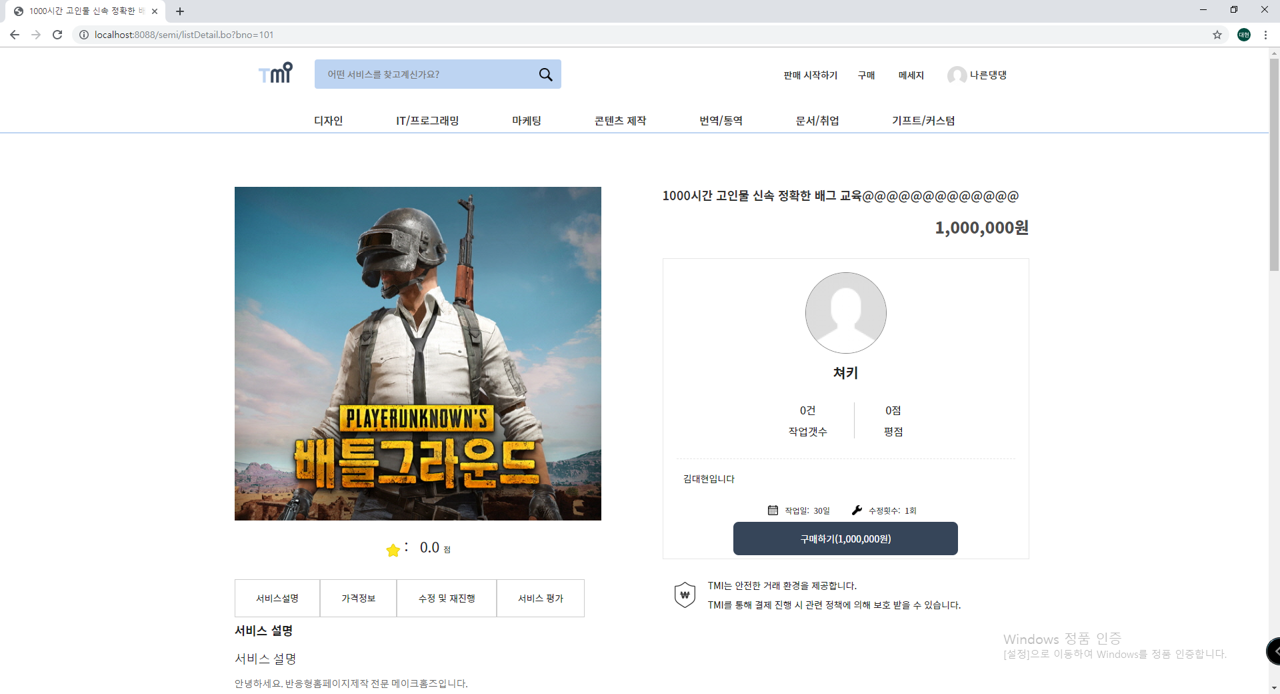 1000시간 고인물 신속 정확한 배
localhost:8088/semi/listDetail.bo?bno=101
대현
TMI
어떤 서비스를 찾고계신가요?
판매 시작하기 구매 메세지 나른댕댕
디자인 IT/프로그래밍 마케팅 콘텐츠 제작 번역/통역 문서/취업 기프트/커스텀
1000시간 고인물 신속 정확한 배그 교육@@@@@@@@@@@@@
1,000,000원
PLAYERUNKNOWN'S
배틀그라운드
쳐키
0건 0점
작업갯수 평점
김대현입니다
작업일: 30일 수정횟수: 1회
구매하기(1,000,000원)
: 0.0 점
TMI는 안전한 거래 환경을 제공합니다.
TMI를 통해 결제 진행 시 관련 정책에 의해 보호 받을 수 있습니다.
서비스설명 가격정보 수정 및 재진행 서비스 평가
서비스 설명
서비스 설명
안녕하세요, 반응형홈페이지제작 전문 메이크홈즈입니다.
Windows 정품 인증
[설정]으로 이동하여 Windows를 정품 인증합니다.